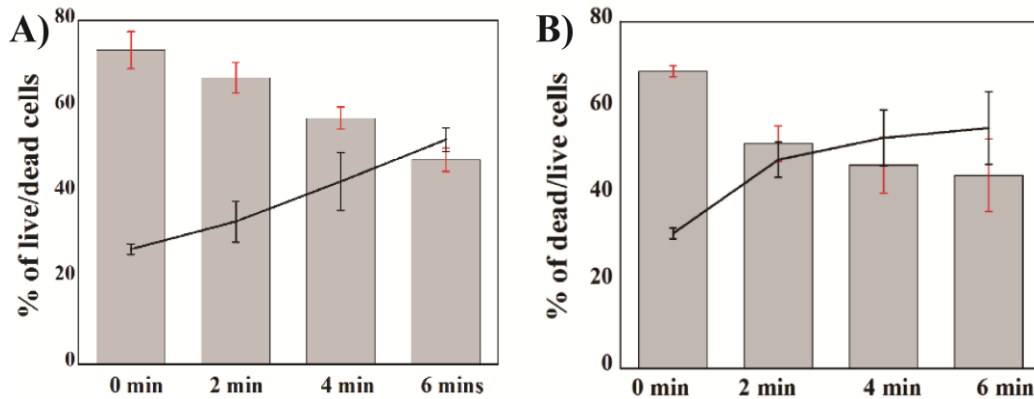 A)
% of live/dead cells
80
60
40
20
0
0 min 2 min 4 min 6 mins
B)
% of dead/live cells
80
60
40
20
0
0 min 2 min 4 min 6 min